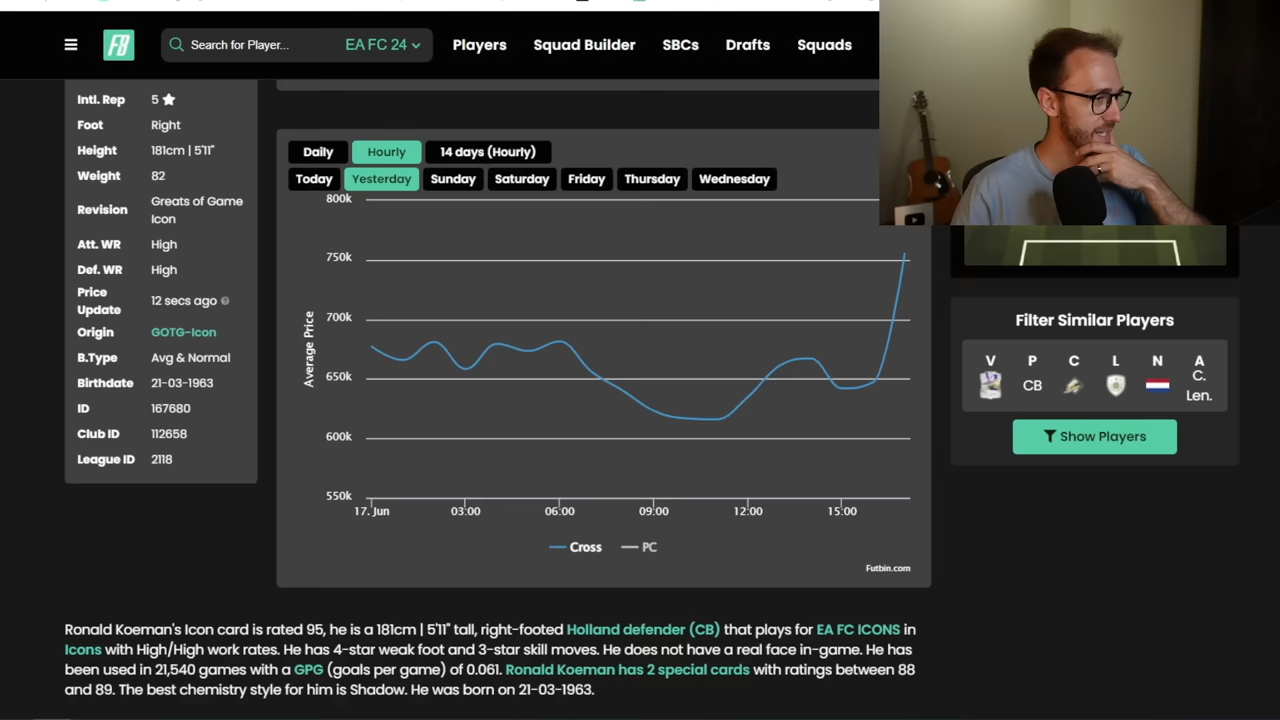 Search for Player...
EA FC 24
Players
Squad Builder
SBCs
Drafts
Squads
Intl. Rep 5
Foot Right
Height 181cm | 5'11"
Weight 82
Revision Greats of Game
Icon
Att. WR High
Def. WR High
Price
Update 12 secs ago
Origin GOTG-Icon
B.Type Avg & Normal
Birthdate 21-03-1963
ID 167680
Club ID 112658
League ID 2118
Daily Hourly 14 days (Hourly)
Today Yesterday Sunday Saturday Friday Thursday Wednesday
Average Price
800k
750k
700k
650k
600k
550k
17. Jun 03:00 06:00 09:00 12:00 15:00
Cross PC
Futbin.com
Filter Similar Players
V P C L N A
CB C.
Len.
Show Players
Ronald Koeman's Icon card is rated 95, he is a 181cm | 5'11" tall, right-footed Holland defender (CB) that plays for EA FC ICONS in
Icons with High/High work rates. He has 4-star weak foot and 3-star skill moves. He does not have a real face in-game. He has
been used in 21,540 games with a GPG (goals per game) of 0.061. Ronald Koeman has 2 special cards with ratings between 88
and 89. The best chemistry style for him is Shadow. He was born on 21-03-1963.